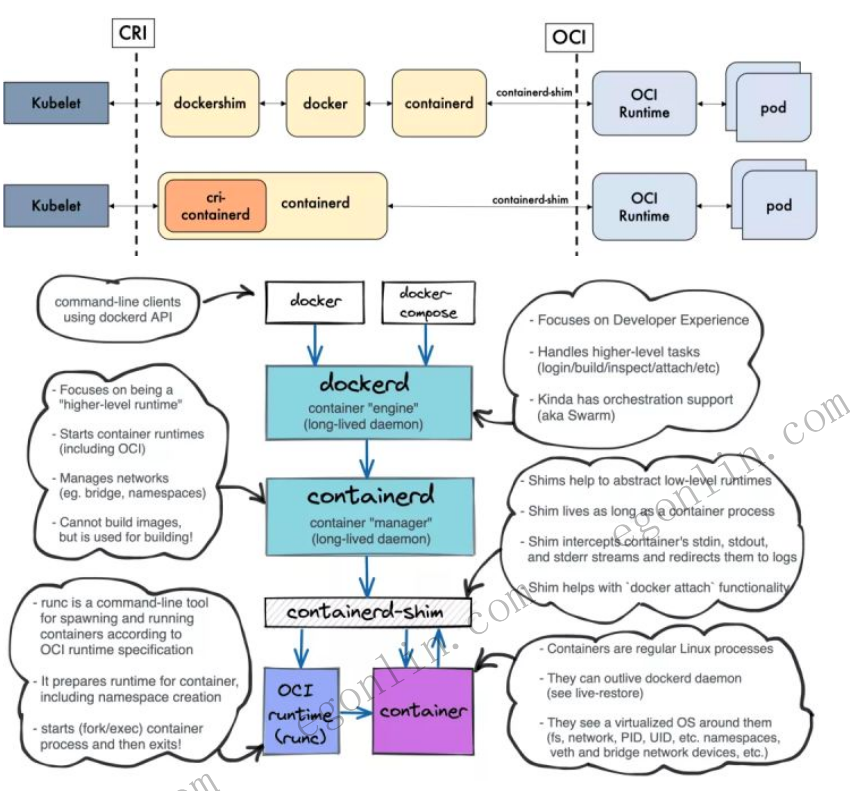 CRI
OCI
Kubelet
dockershim
docker
containerd
containerd-shim
OCI
Runtime
pod
Kubelet
cri-
containerd
containerd
containerd-shim
OCI
Runtime
pod
command-line clients
using dockerd API
docker
docker-
compose
- Focuses on Developer Experience
- Handles higher-level tasks
(login/build/inspect/attach/etc)
- Kinda has orchestration support
(aka Swarm)
dockerd
container "engine"
(long-lived daemon)
- Focuses on being a
"higher-level runtime"
- Starts container runtimes
(including OCI)
- Manages networks
(eg. bridge, namespaces)
- Cannot build images,
but is used for building!
containerd
container "manager"
(long-lived daemon)
- Shims help to abstract low-level runtimes
- Shim lives as long as a container process
- Shim intercepts container's stdin, stdout,
and stderr streams and redirects them to logs
- Shim helps with `docker attach` functionality
containerd-shim
- runc is a command-line tool
for spawning and running
containers according to
OCI runtime specification
- It prepares runtime for container,
including namespace creation
- starts (fork/exec) container
process and then exits!
OCI
runtime
(runc)
container
- Containers are regular Linux processes
- They can outlive dockerd daemon
(see live-restore)
- They see a virtualized OS around them
(fs, network, PID, UID, etc. namespaces,
veth and bridge network devices, etc.)
egonlin.com
egonlin.com
om